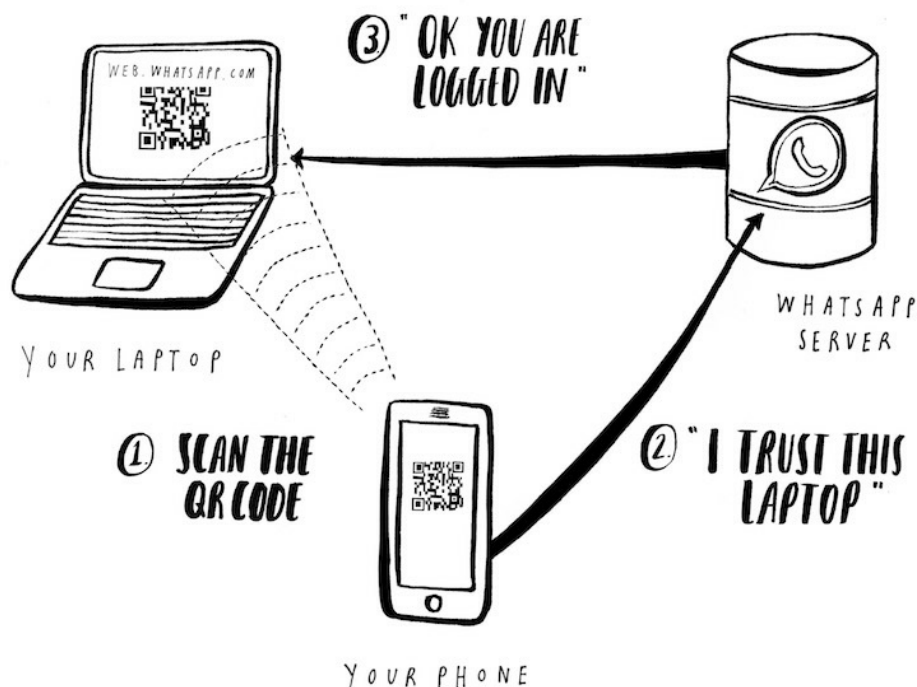 WEB.WHATSAPP.COM
③ "OK YOU ARE
LOGGED IN"
WHATSAPP
SERVER
YOUR LAPTOP
①. SCAN THE
QR CODE
②. "I TRUST THIS
LAPTOP"
YOUR PHONE